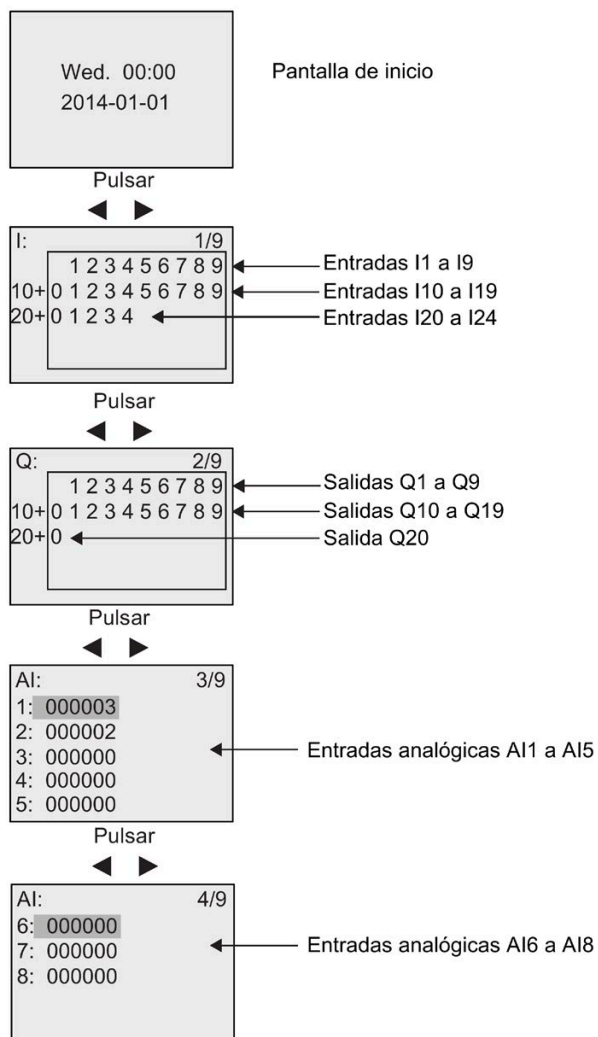 Wed. 00:00 Pantalla de inicio
2014-01-01
Pulsar
I: 1/9
1 2 3 4 5 6 7 8 9 Entradas I1 a I9
10+ 0 1 2 3 4 5 6 7 8 9 Entradas I10 a I19
20+ 0 1 2 3 4 Entradas I20 a I24
Pulsar
Q: 2/9
1 2 3 4 5 6 7 8 9 Salidas Q1 a Q9
10+ 0 1 2 3 4 5 6 7 8 9 Salidas Q10 a Q19
20+ 0 Salida Q20
Pulsar
AI: 3/9
1: 000003
2: 000002
3: 000000 Entradas analógicas AI1 a AI5
4: 000000
5: 000000
Pulsar
AI: 4/9
6: 000000
7: 000000 Entradas analógicas AI6 a AI8
8: 000000